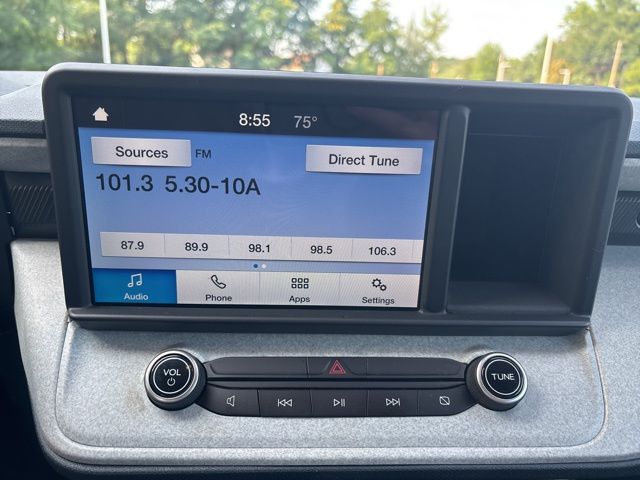 8:55 75°
Sources FM Direct Tune
101.3 5.30-10A
87.9 89.9 98.1 98.5 106.3
Audio Phone Apps Settings
VOL TUNE